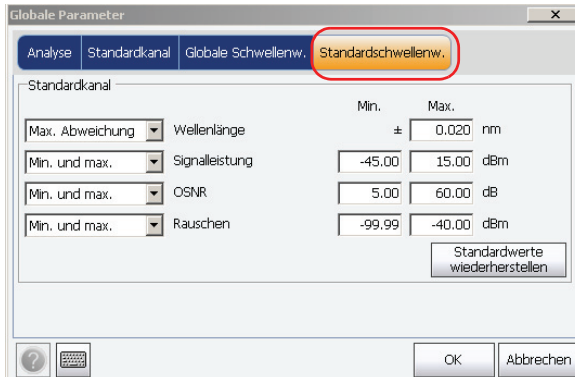 Globale Parameter
Analyse Standardkanal Globale Schwellenw. Standardschwellenw.
Standardkanal
Min. Max.
Max. Abweichung Wellenlänge ± 0.020 nm
Min. und max. Signalleistung -45.00 15.00 dBm
Min. und max. OSNR 5.00 60.00 dB
Min. und max. Rauschen -99.99 -40.00 dBm
Standardwerte
wiederherstellen
OK Abbrechen